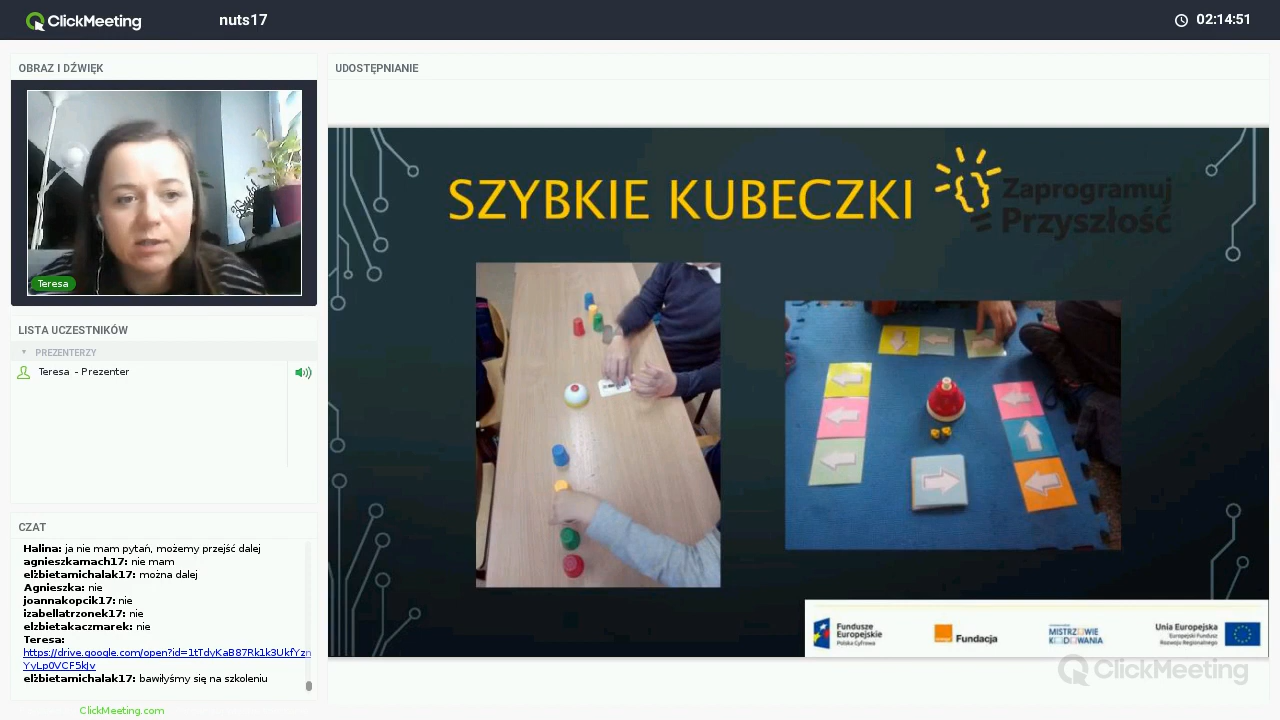 ClickMeeting
nuts17
02:14:51
OBRAZ I DŹWIĘK
Teresa
LISTA UCZESTNIKÓW
PREZENTERZY
Teresa - Prezenter
CZAT
Halina: ja nie mam pytań, możemy przejść dalej
agnieszkamach17: nie mam
elżbietamichalak17: można dalej
Agnieszka: nie
joannakopcik17: nie
izabellatrzonek17: nie
elzbietakaczmarek: nie
Teresa:
https://drive.google.com/open?id=1tTdyKaB87Rk1k3UkfYzn
YvLp0VCF5kJv
elżbietamichalak17: bawiłyśmy się na szkoleniu
ClickMeeting.com
UDOSTĘPNIANIE
SZYBKIE KUBECZKI
Zaprogramuj
Przyszłość
Fundusze
Europejskie
Polska Cyfrowa
Fundacja
MISTRZOWIE
KODOWANIA
Unia Europejska
Europejski Fundusz
Rozwoju Regionalnego
ClickMeeting